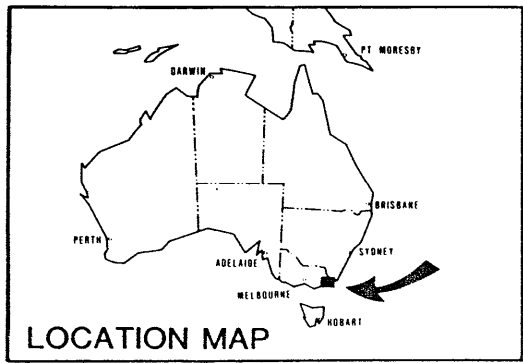 PT MORESBY
DARWIN
BRISBANE
PERTH
SYDNEY
ADELAIDE
MELBOURNE
HOBART
LOCATION MAP